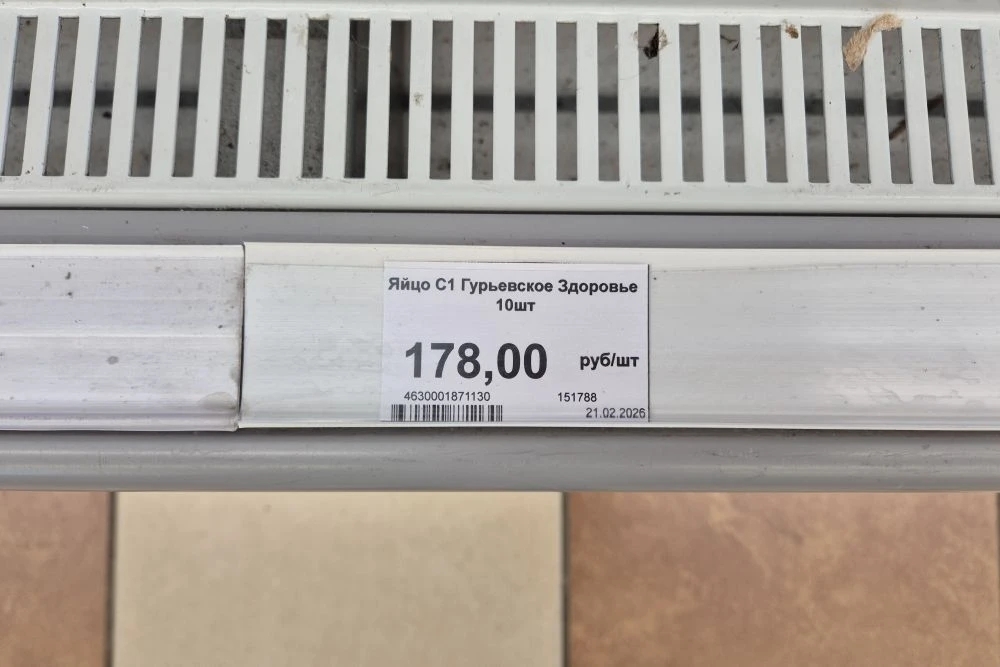 Яйцо С1 Гурьевское Здоровье
10шт
178,00 руб/шт
4630001871130 151788
21.02.2026